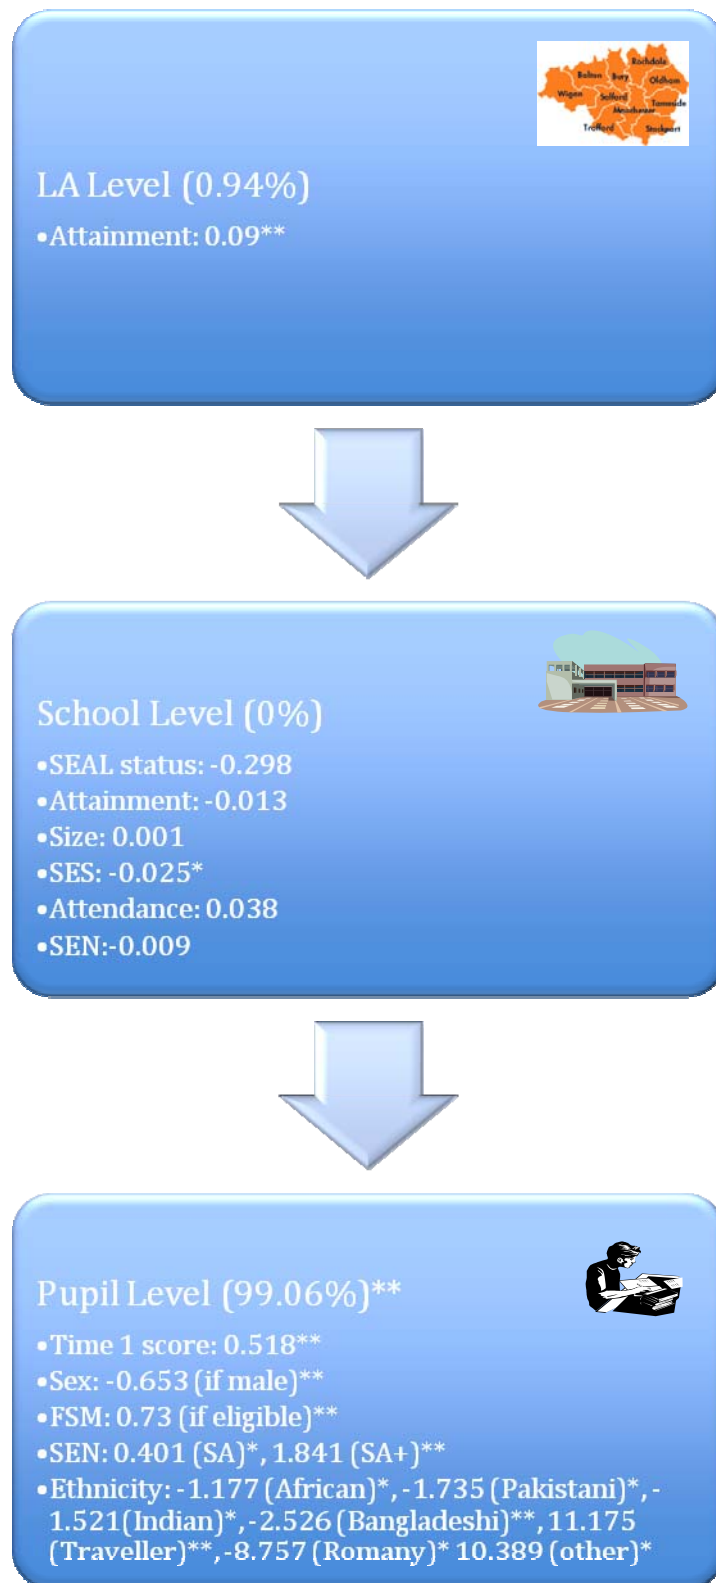 Rochdale
Bolton Bury
Oldham
Wigan
Salford
Tameside
Manchester
Trafford
Stockport
LA Level (0.94%)
•Attainment: 0.09**
School Level (0%)
•SEAL status: -0.298
•Attainment: -0.013
•Size: 0.001
•SES: -0.025*
•Attendance: 0.038
•SEN:-0.009
Pupil Level (99.06%)**
•Time 1 score: 0.518**
•Sex: -0.653 (if male)**
•FSM: 0.73 (if eligible)**
•SEN: 0.401 (SA)*, 1.841 (SA+)**
•Ethnicity: -1.177 (African)*, -1.735 (Pakistani)*, -
1.521(Indian)*, -2.526 (Bangladeshi)**, 11.175
(Traveller)**, -8.757 (Romany)* 10.389 (other)*